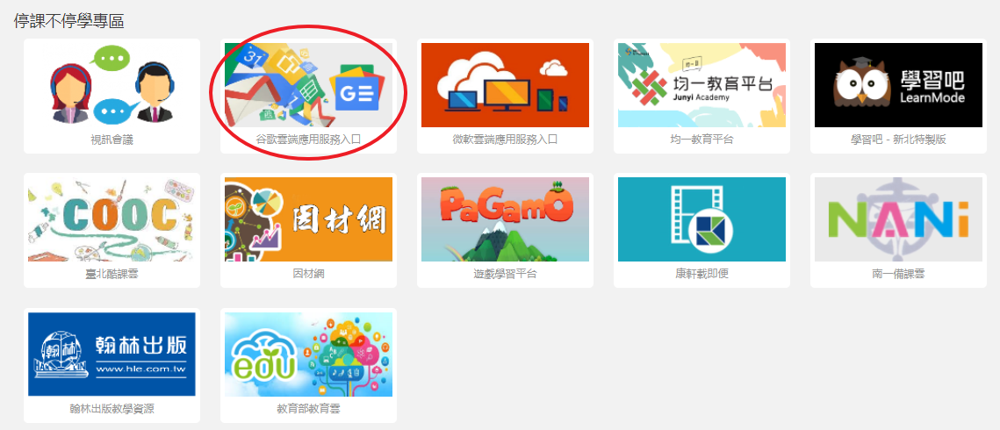 停課不停學專區
31
GE
均一教育平台
Junyi Academy
學習吧
LearnMode
視訊會議
谷歌雲端應用服務入口
微軟雲端應用服務入口
均一教育平台
學習吧 - 新北特製版
COOC
因材網
PaGamO
NANi
臺北酷課雲
因材網
遊戲學習平台
康軒載即便
南一備課雲
翰林
HAN LIN
翰林出版
www.hle.com.tw
edu
翰林出版教學資源
教育部教育雲